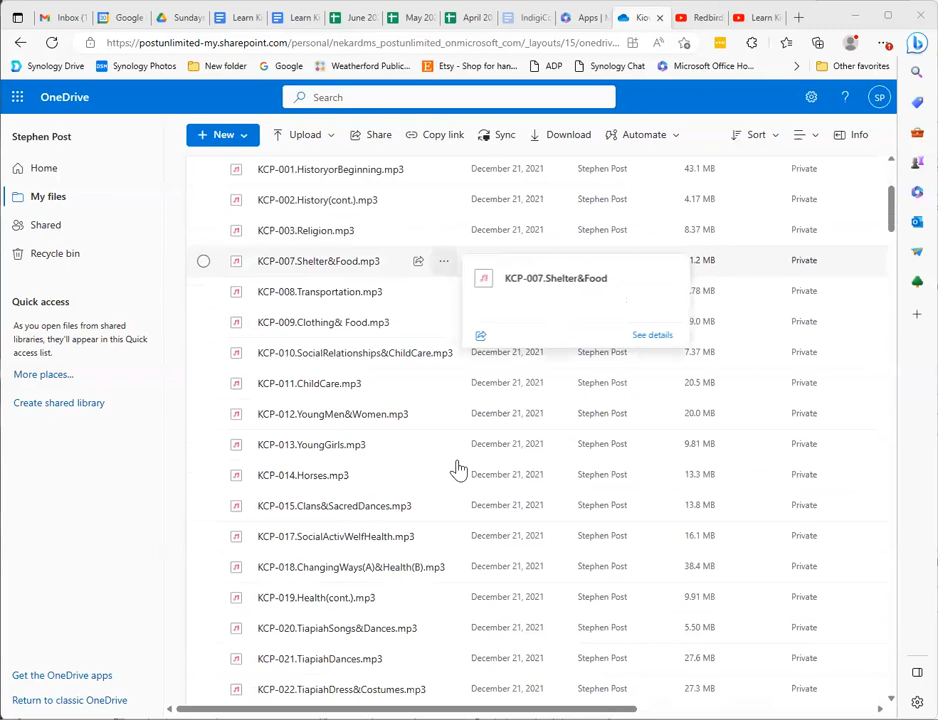 Inbox (1
Google
Sunday
Learn K
Learn Ki
June 20
May 202
April 20
IndigiC
Apps | M
Kiow
Redbird
Learn K
https://postunlimited-my.sharepoint.com/personal/nekardms_postunlimited_onmicrosoft_com/_layouts/15/onedriv...
Synology Drive
Synology Photos
New folder
Google
Weatherford Public...
Etsy - Shop for han...
ADP
Synology Chat
Microsoft Office Ho...
Other favorites
OneDrive
Search
SP
Stephen Post
New
Upload
Share
Copy link
Sync
Download
Automate
Sort
Info
Home
My files
Shared
Recycle bin
Quick access
As you open files from shared
libraries, they'll appear in this Quick
access list.
More places...
Create shared library
KCP-001.HistoryorBeginning.mp3 December 21, 2021 Stephen Post 43.1 MB Private
KCP-002.History(cont.).mp3 December 21, 2021 Stephen Post 4.17 MB Private
KCP-003.Religion.mp3 December 21, 2021 Stephen Post 8.37 MB Private
KCP-007.Shelter&Food.mp3 1.2 MB Private
KCP-007.Shelter&Food
See details
KCP-008.Transportation.mp3 .78 MB Private
KCP-009.Clothing& Food.mp3 9.0 MB Private
KCP-010.SocialRelationships&ChildCare.mp3 December 21, 2021 Stephen Post 7.37 MB Private
KCP-011.ChildCare.mp3 December 21, 2021 Stephen Post 20.5 MB Private
KCP-012.YoungMen&Women.mp3 December 21, 2021 Stephen Post 20.0 MB Private
KCP-013.YoungGirls.mp3 December 21, 2021 Stephen Post 9.81 MB Private
KCP-014.Horses.mp3 December 21, 2021 Stephen Post 13.3 MB Private
KCP-015.Clans&SacredDances.mp3 December 21, 2021 Stephen Post 13.8 MB Private
KCP-017.SocialActivWelfHealth.mp3 December 21, 2021 Stephen Post 16.1 MB Private
KCP-018.ChangingWays(A)&Health(B).mp3 December 21, 2021 Stephen Post 38.4 MB Private
KCP-019.Health(cont.).mp3 December 21, 2021 Stephen Post 9.91 MB Private
KCP-020.TiapiahSongs&Dances.mp3 December 21, 2021 Stephen Post 5.50 MB Private
KCP-021.TiapiahDances.mp3 December 21, 2021 Stephen Post 27.6 MB Private
KCP-022.TiapiahDress&Costumes.mp3 December 21, 2021 Stephen Post 27.3 MB Private
Get the OneDrive apps
Return to classic OneDrive